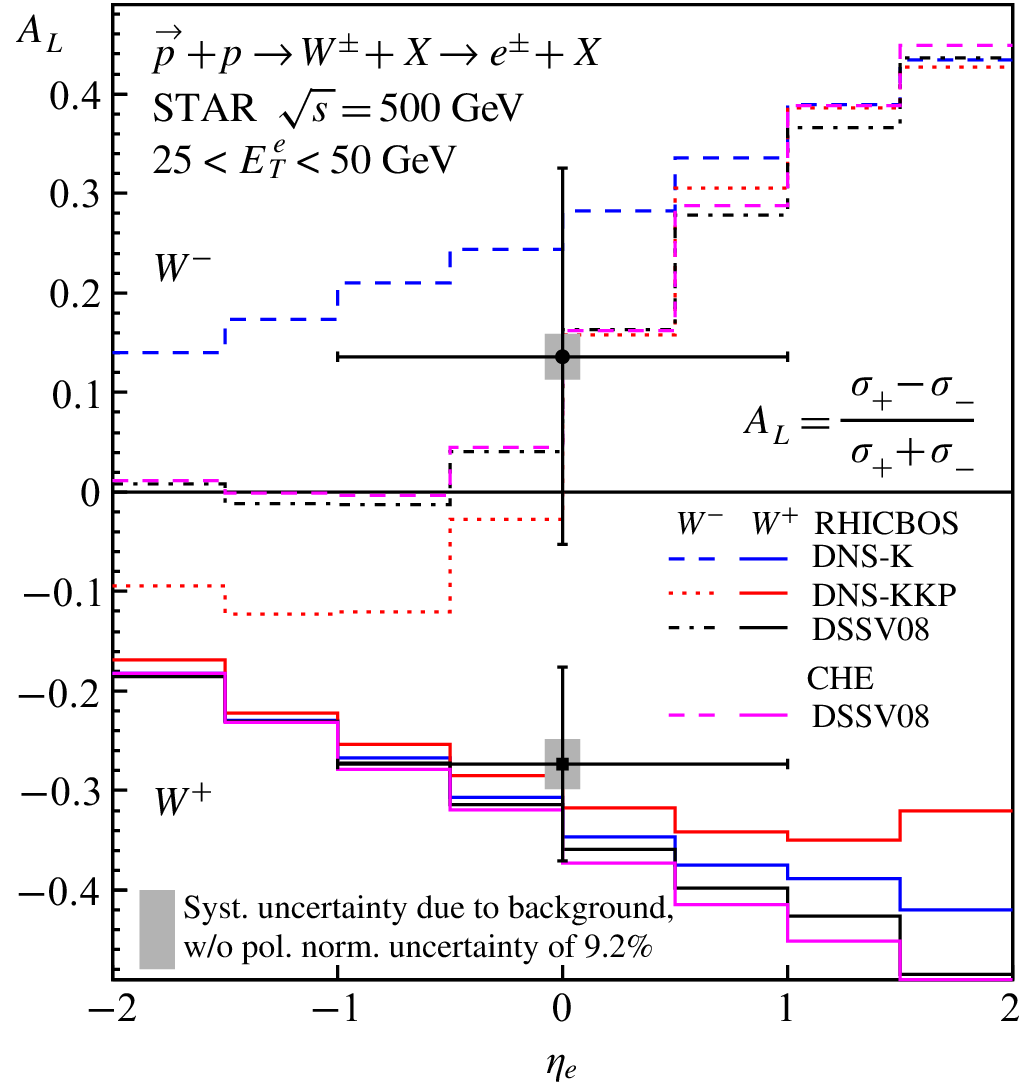 A_L
p⃗ + p → W± + X → e± + X
STAR √s = 500 GeV
25 < E_T^e < 50 GeV
W−
A_L = (σ_+ − σ_−) / (σ_+ + σ_−)
W− W+ RHICBOS
DNS-K
DNS-KKP
DSSV08
CHE
DSSV08
W+
Syst. uncertainty due to background,
w/o pol. norm. uncertainty of 9.2%
0.4
0.3
0.2
0.1
0
−0.1
−0.2
−0.3
−0.4
−2 −1 0 1 2
η_e